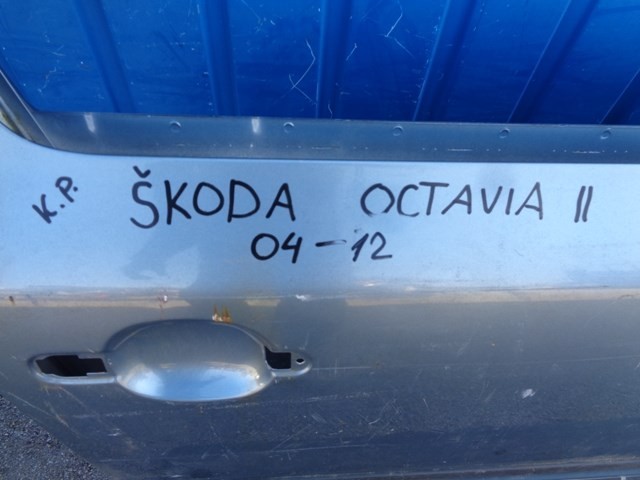 K.P. ŠKODA OCTAVIA II
04-12